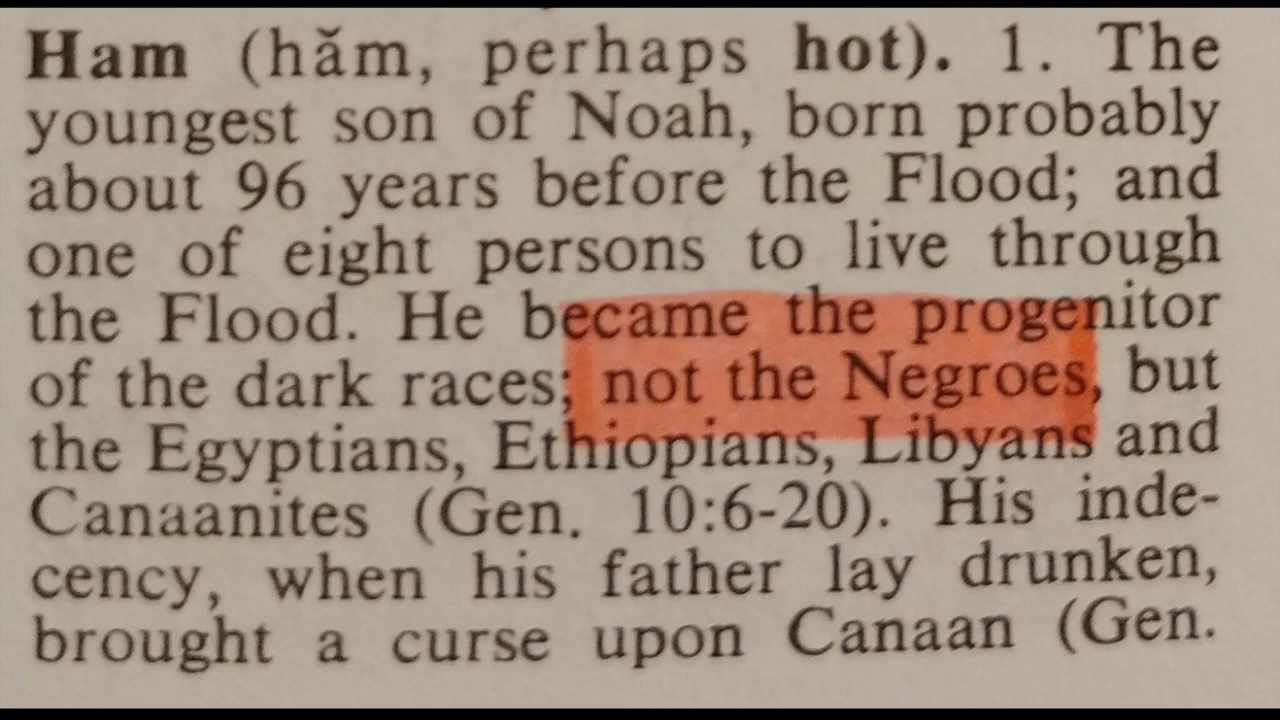 Ham (hăm, perhaps hot). 1. The
youngest son of Noah, born probably
about 96 years before the Flood; and
one of eight persons to live through
the Flood. He became the progenitor
of the dark races; not the Negroes, but
the Egyptians, Ethiopians, Libyans and
Canaanites (Gen. 10:6-20). His inde-
cency, when his father lay drunken,
brought a curse upon Canaan (Gen.